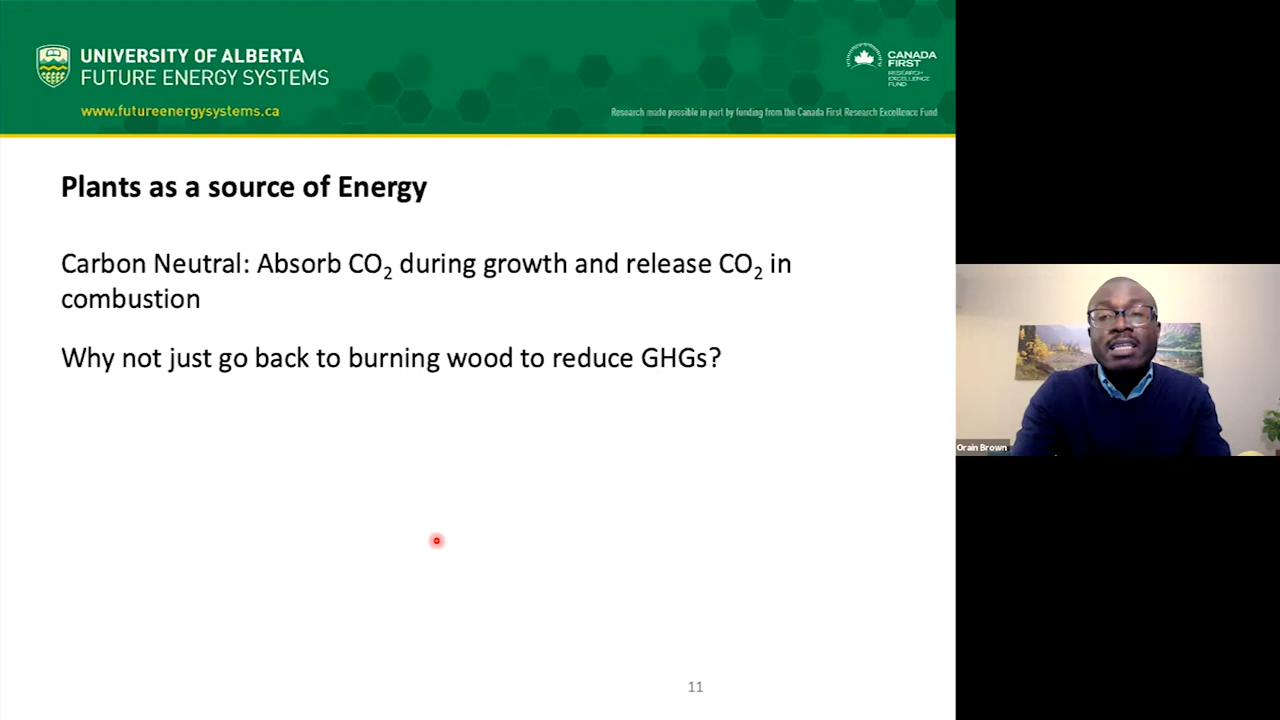 UNIVERSITY OF ALBERTA
FUTURE ENERGY SYSTEMS
www.futureenergysystems.ca
CANADA
FIRST
RESEARCH
EXCELLENCE
FUND
Research made possible in part by funding from the Canada First Research Excellence Fund
Plants as a source of Energy
Carbon Neutral: Absorb CO₂ during growth and release CO₂ in
combustion
Why not just go back to burning wood to reduce GHGs?
Orain Brown
11